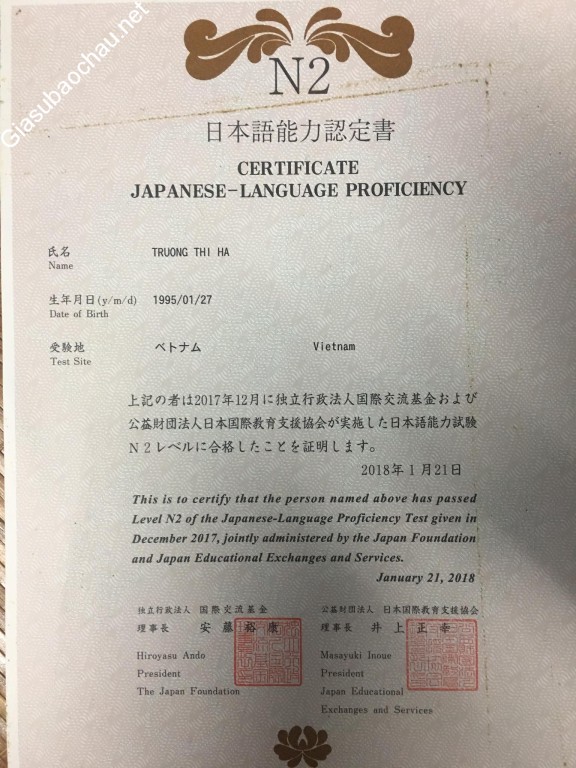 Giasubaochau.net
N2
日本語能力認定書
CERTIFICATE
JAPANESE-LANGUAGE PROFICIENCY
氏名 TRUONG THI HA
Name
生年月日(y/m/d) 1995/01/27
Date of Birth
受験地 ベトナム Vietnam
Test Site
上記の者は2017年12月に独立行政法人国際交流基金および
公益財団法人日本国際教育支援協会が実施した日本語能力試験
N2レベルに合格したことを証明します。
2018年1月21日
This is to certify that the person named above has passed
Level N2 of the Japanese-Language Proficiency Test given in
December 2017, jointly administered by the Japan Foundation
and Japan Educational Exchanges and Services.
January 21, 2018
独立行政法人 国際交流基金 公益財団法人 日本国際教育支援協会
理事長 安藤裕康 理事長 井上正幸
Hiroyasu Ando Masayuki Inoue
President President
The Japan Foundation Japan Educational
Exchanges and Services